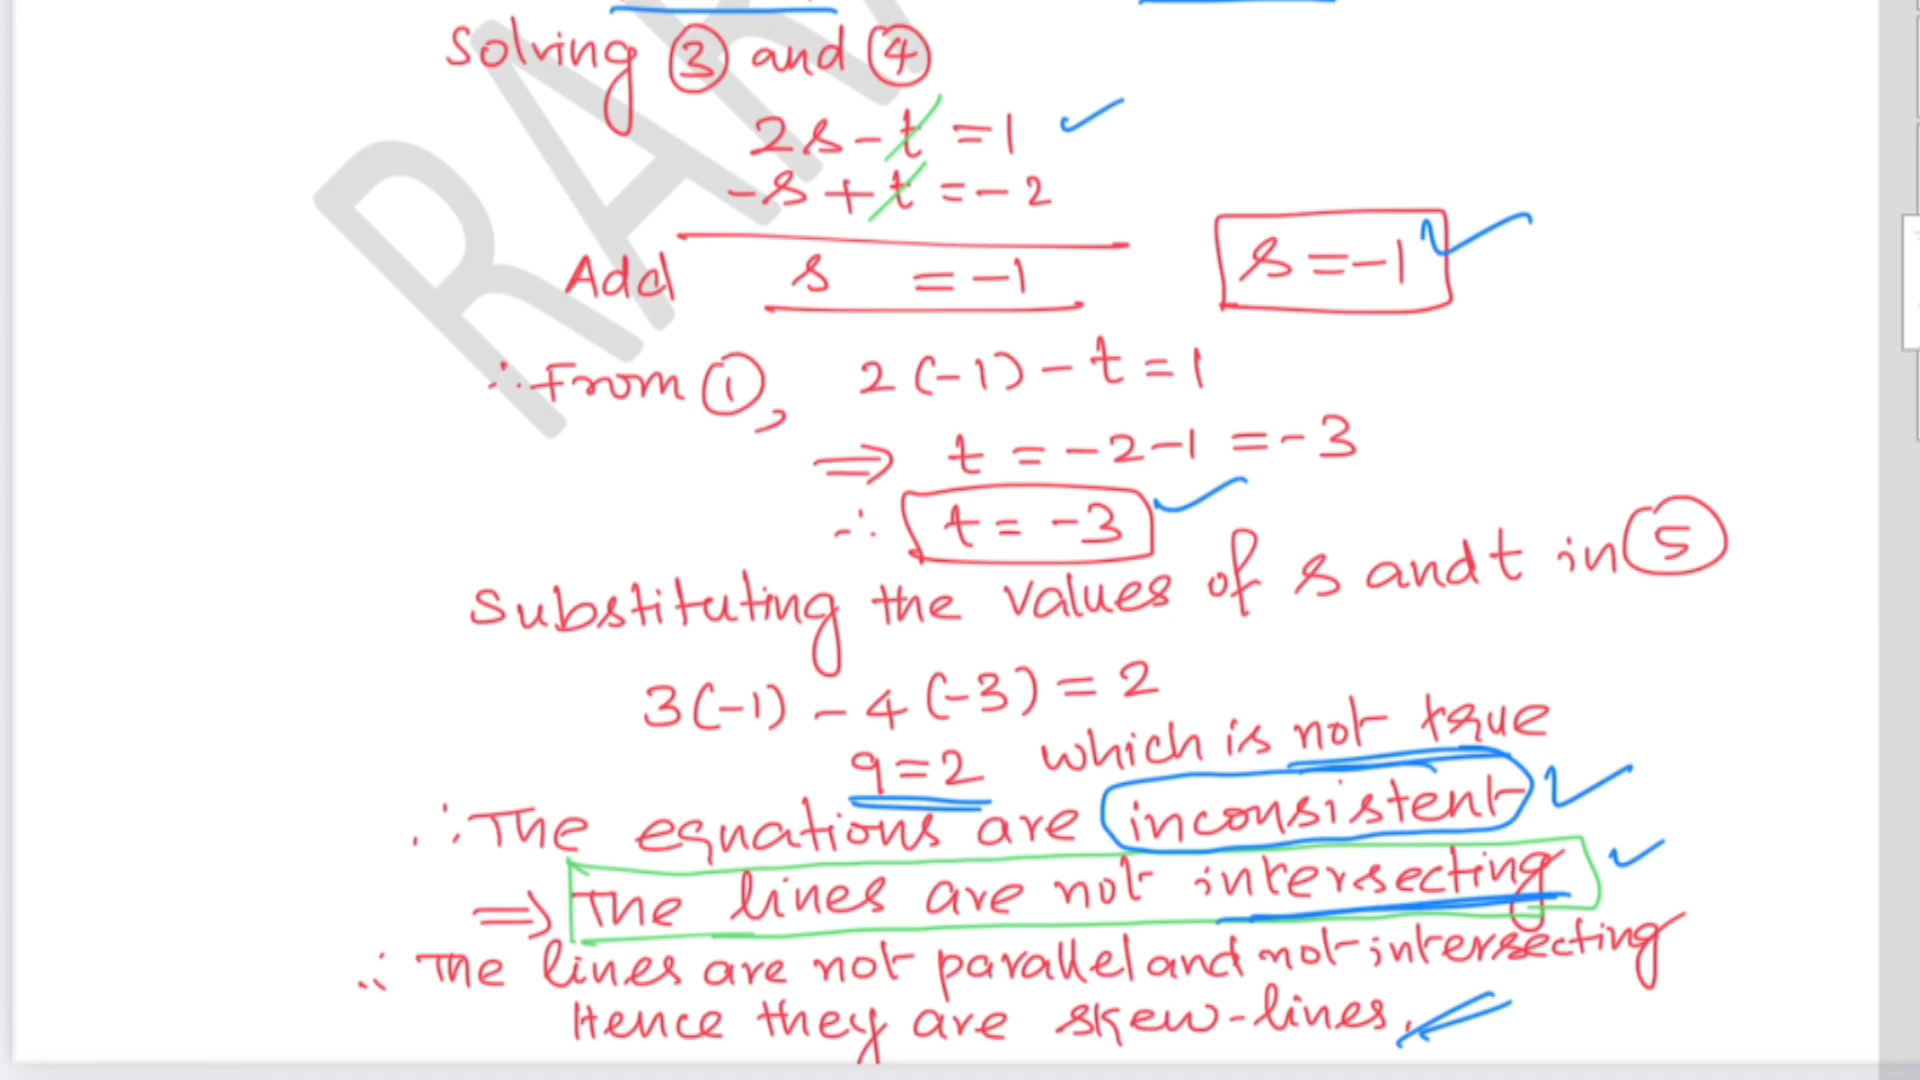 Solving ③ and ④
2s - t = 1
-s + t = -2
Add s = -1 s = -1
∴ From ①, 2(-1) - t = 1
⇒ t = -2-1 = -3
∴ t = -3
Substituting the values of s and t in ⑤
3(-1) - 4(-3) = 2
9=2 which is not true
∴ The equations are inconsistent
⇒ The lines are not intersecting
∴ The lines are not parallel and not-intersecting
Hence they are skew-lines.